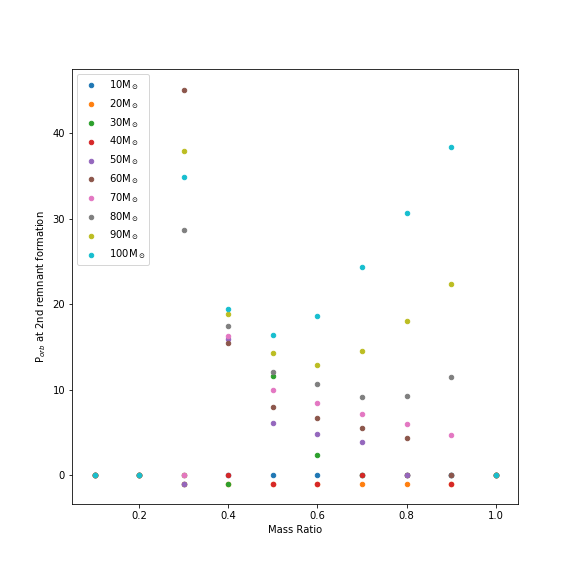 10M⊙
20M⊙
30M⊙
40M⊙
50M⊙
60M⊙
70M⊙
80M⊙
90M⊙
100M⊙
40
30
20
10
0
P_orb at 2nd remnant formation
0.2 0.4 0.6 0.8 1.0
Mass Ratio